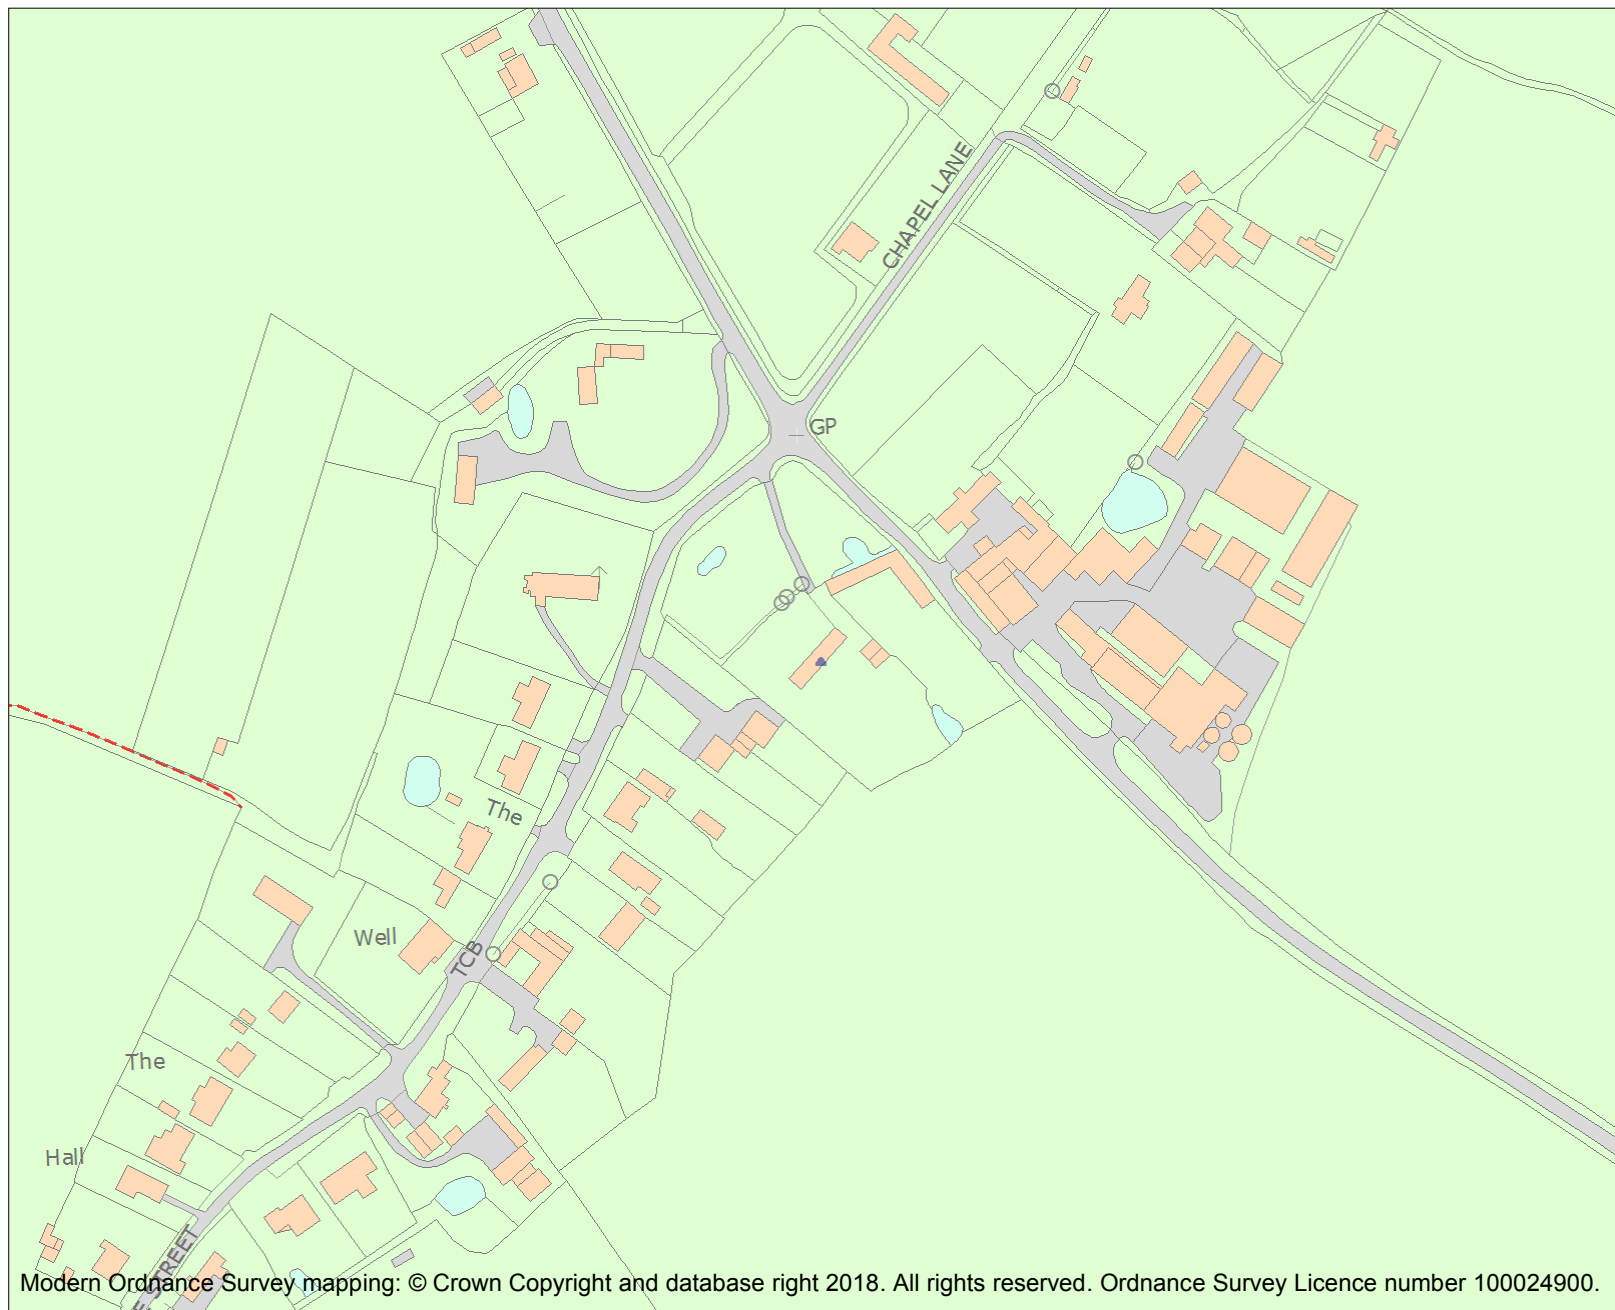 CHAPEL LANE
GP
The
Well
TCB
The
Hall
STREET
Modern Ordnance Survey mapping: © Crown Copyright and database right 2018. All rights reserved. Ordnance Survey Licence number 100024900.